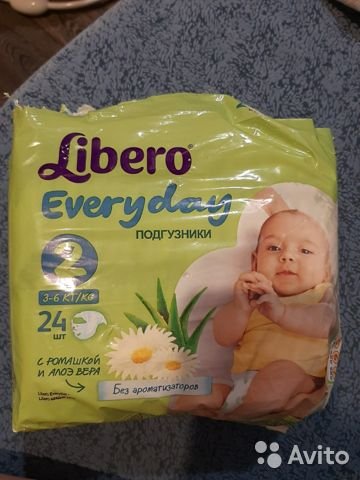 Libero®
Everyday
ПОДГУЗНИКИ
2
3-6 КГ/KG
24
шт
С РОМАШКОЙ
И АЛОЭ ВЕРА
Без ароматизаторов
Avito